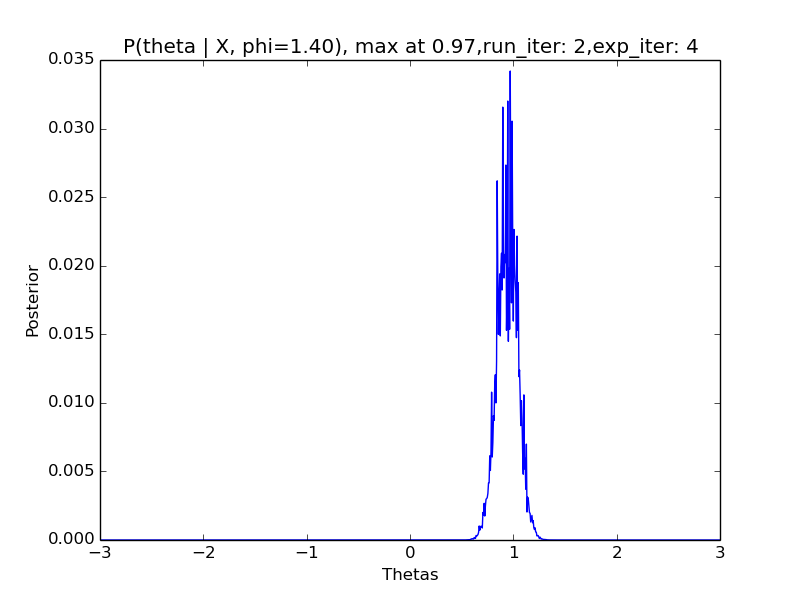 P(theta | X, phi=1.40), max at 0.97,run_iter: 2,exp_iter: 4
0.035
0.030
0.025
0.020
0.015
0.010
0.005
0.000
Posterior
−3 −2 −1 0 1 2 3
Thetas